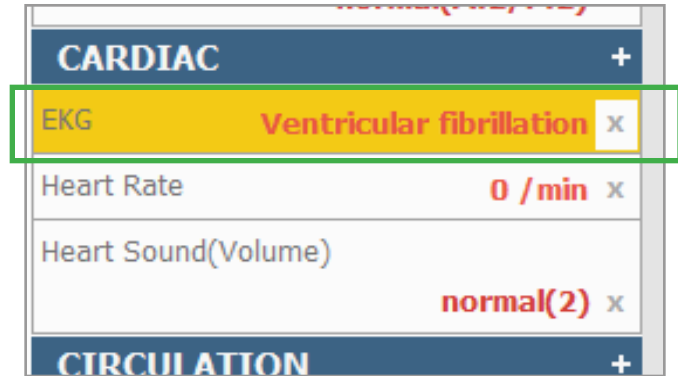 CARDIAC +
EKG Ventricular fibrillation x
Heart Rate 0 /min x
Heart Sound(Volume)
normal(2) x
CIRCULATION +